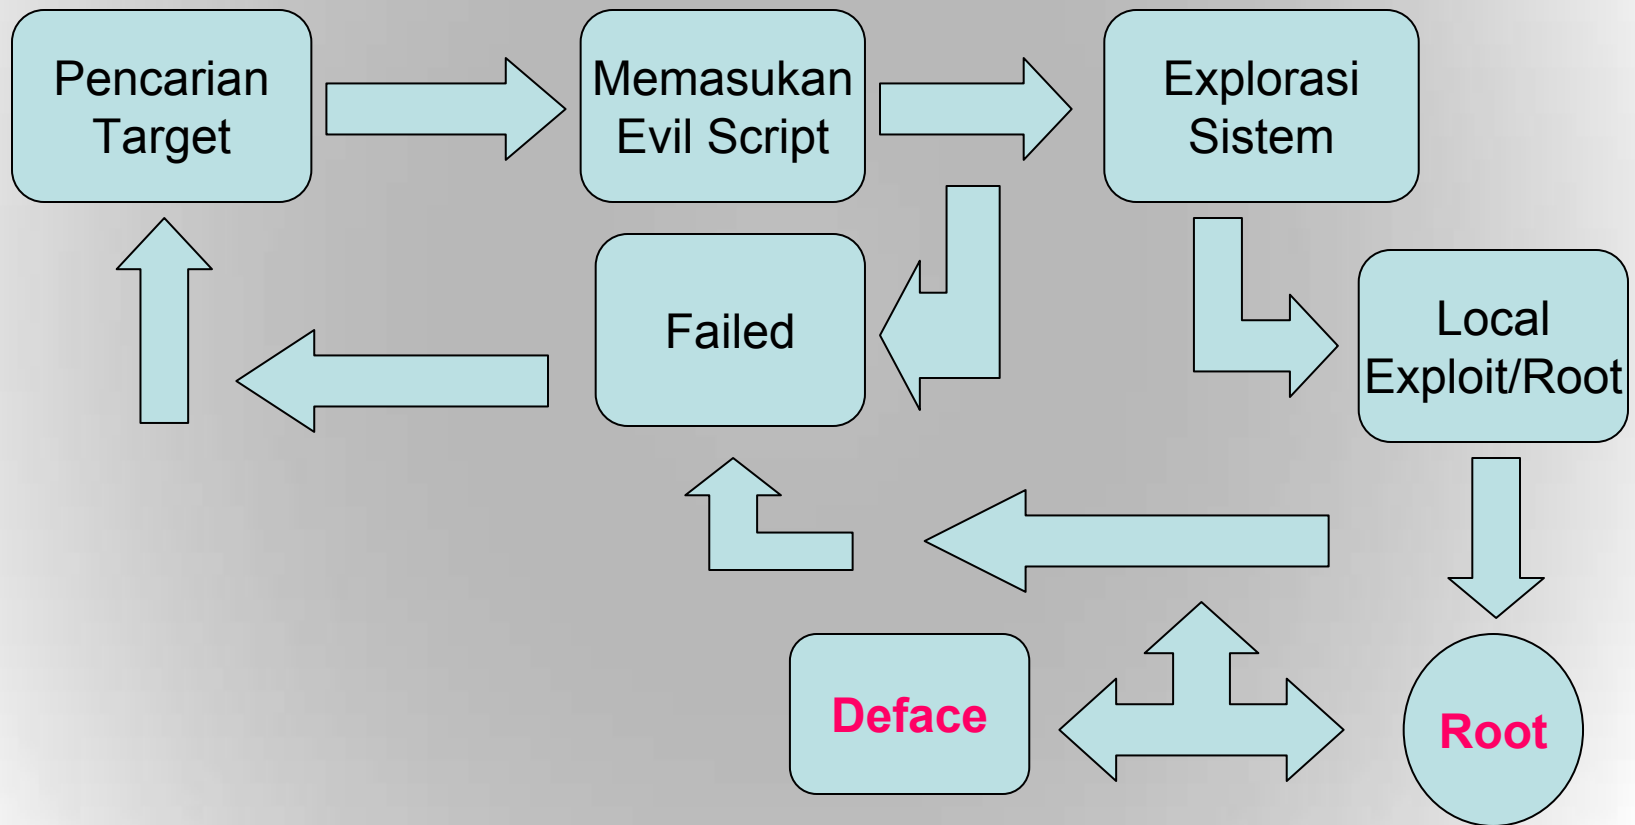 Pencarian
Target
Memasukan
Evil Script
Explorasi
Sistem
Failed
Local
Exploit/Root
Deface
Root